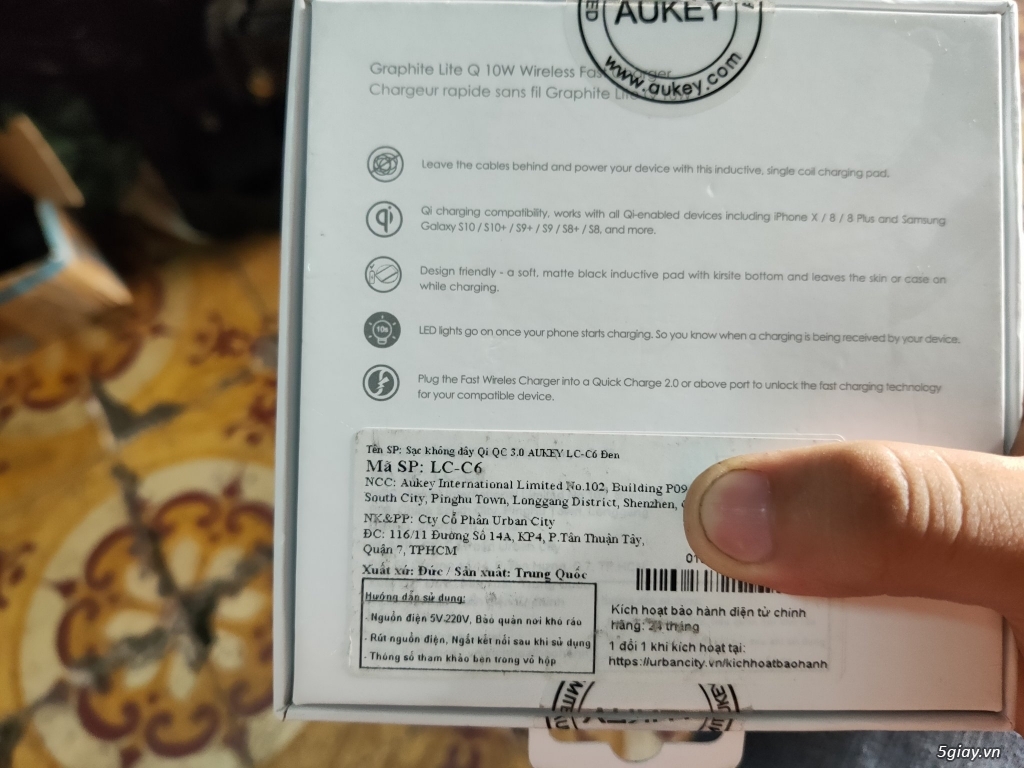 AUKEY
www.aukey.com
Graphite Lite Q 10W Wireless Fast Charger
Chargeur rapide sans fil Graphite Lite
Leave the cables behind and power your device with this inductive, single coil charging pad.
Qi charging compatibility, works with all Qi-enabled devices including iPhone X / 8 / 8 Plus and Samsung
Galaxy S10 / S10+ / S9+ / S9 / S8+ / S8, and more.
Design friendly - a soft, matte black inductive pad with kirsite bottom and leaves the skin or case on
while charging.
10s
LED lights go on once your phone starts charging. So you know when a charging is being received by your device.
Plug the Fast Wireles Charger into a Quick Charge 2.0 or above port to unlock the fast charging technology
for your compatible device.
Tên SP: Sạc không dây Qi QC 3.0 AUKEY LC-C6 Đen
Mã SP: LC-C6
NCC: Aukey International Limited No.102, Building P09
South City, Pinghu Town, Longgang District, Shenzhen,
NK&PP: Cty Cổ Phần Urban City
ĐC: 116/11 Đường Số 14A, KP4, P.Tân Thuận Tây,
Quận 7, TPHCM
Xuất xứ: Đức / Sản xuất: Trung Quốc
Hướng dẫn sử dụng:
- Nguồn điện 5V-220V, Bảo quản nơi khô ráo
- Rút nguồn điện, Ngắt kết nối sau khi sử dụng
- Thông số tham khảo bên trong vỏ hộp
Kích hoạt bảo hành điện tử chính
hãng: 24 tháng
1 đổi 1 khi kích hoạt tại:
https://urbancity.vn/kichhoatbaohanh
5giay.vn